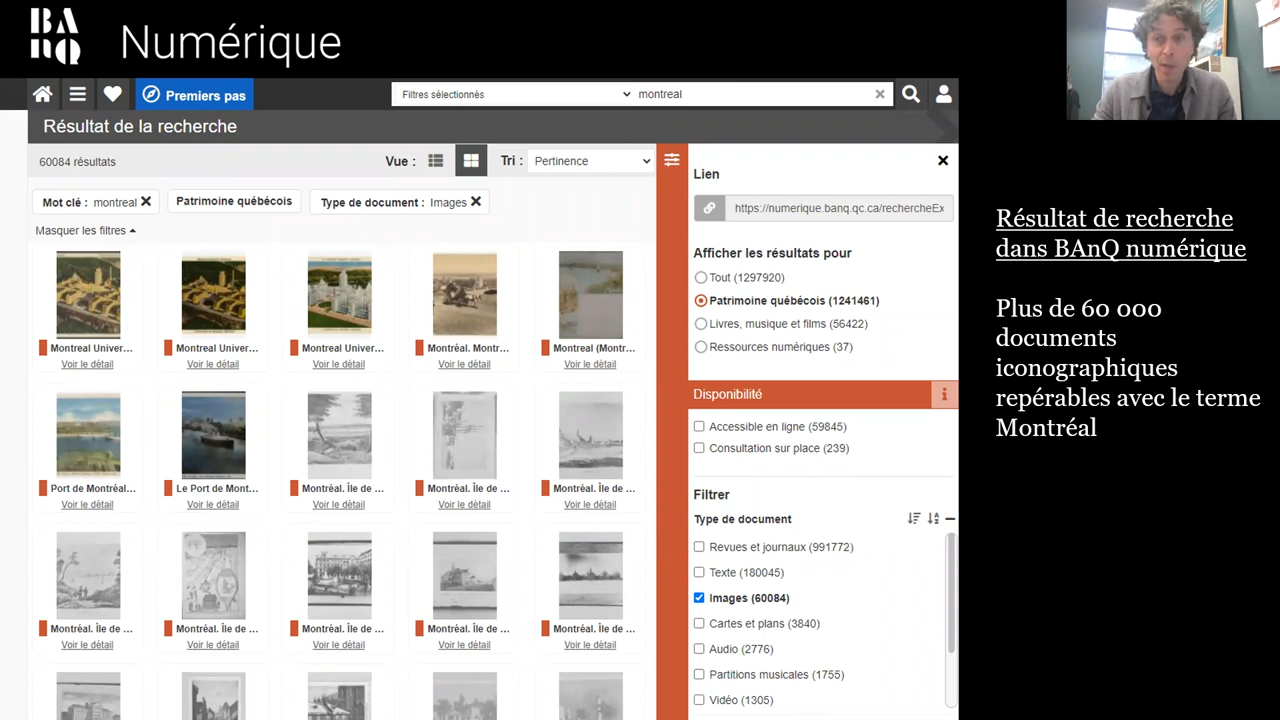 BANQ Numérique
Premiers pas
Filtres sélectionnés
montreal
Résultat de la recherche
60084 résultats
Vue :
Tri :
Pertinence
Mot clé : montreal
Patrimoine québécois
Type de document : Images
Masquer les filtres
Montreal Univer...
Montreal Univer...
Montreal Univer...
Montréal. Montr...
Montreal (Montr...
Voir le détail
Voir le détail
Voir le détail
Voir le détail
Voir le détail
Port de Montréal...
Le Port de Mont...
Montréal. Île de ...
Montréal. Île de ...
Montréal. Île de ...
Voir le détail
Voir le détail
Voir le détail
Voir le détail
Voir le détail
Montréal. Île de ...
Montréal. Île de ...
Montréal. Île de ...
Montréal. Île de ...
Montréal. Île de ...
Voir le détail
Voir le détail
Voir le détail
Voir le détail
Voir le détail
Lien
https://numerique.banq.qc.ca/rechercheEx
Afficher les résultats pour
Tout (1297920)
Patrimoine québécois (1241461)
Livres, musique et films (56422)
Ressources numériques (37)
Disponibilité
i
Accessible en ligne (59845)
Consultation sur place (239)
Filtrer
Type de document
Revues et journaux (991772)
Texte (180045)
Images (60084)
Cartes et plans (3840)
Audio (2776)
Partitions musicales (1755)
Vidéo (1305)
Résultat de recherche
dans BAnQ numérique
Plus de 60 000
documents
iconographiques
repérables avec le terme
Montréal